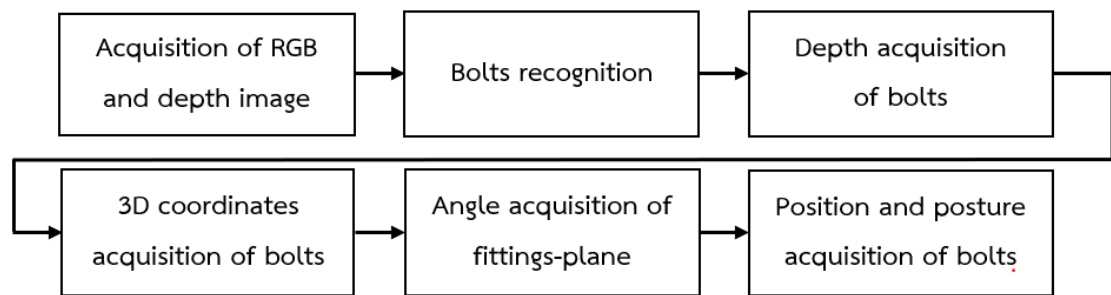 Acquisition of RGB
and depth image
Bolts recognition
Depth acquisition
of bolts
3D coordinates
acquisition of bolts
Angle acquisition of
fittings-plane
Position and posture
acquisition of bolts